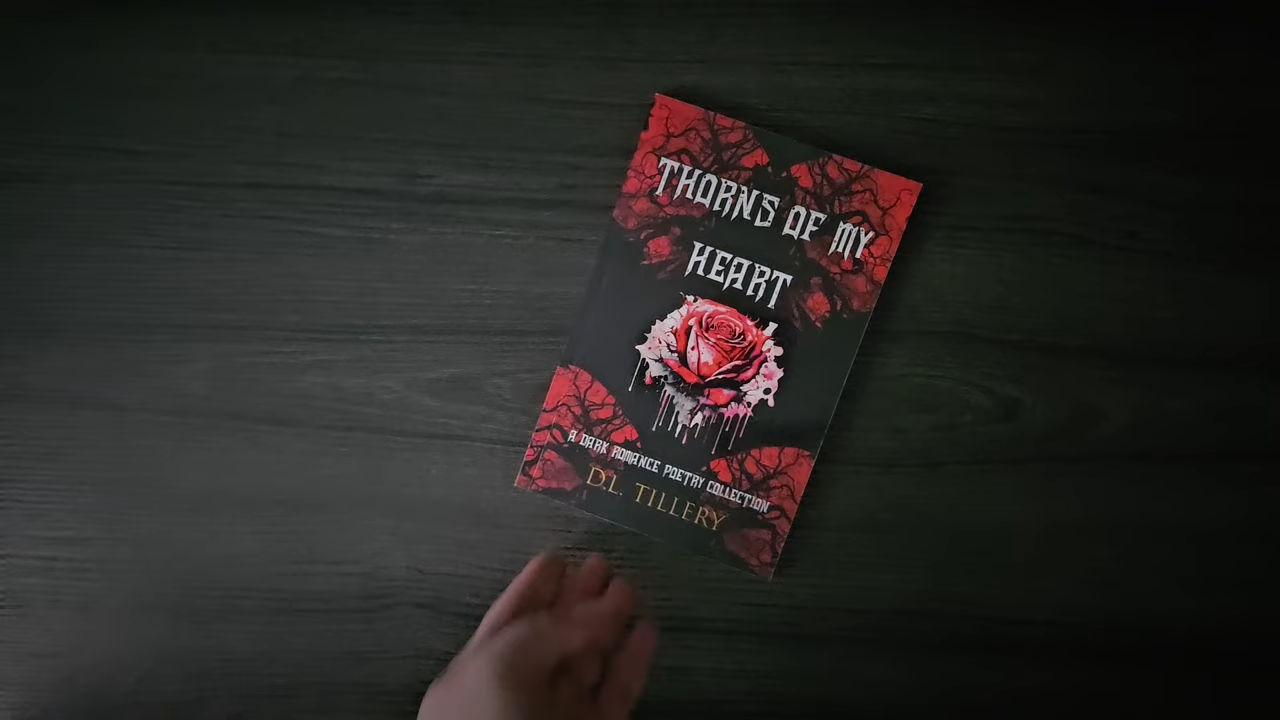 THORNS OF MY
HEART
A DARK ROMANCE POETRY COLLECTION
D.L. TILLERY